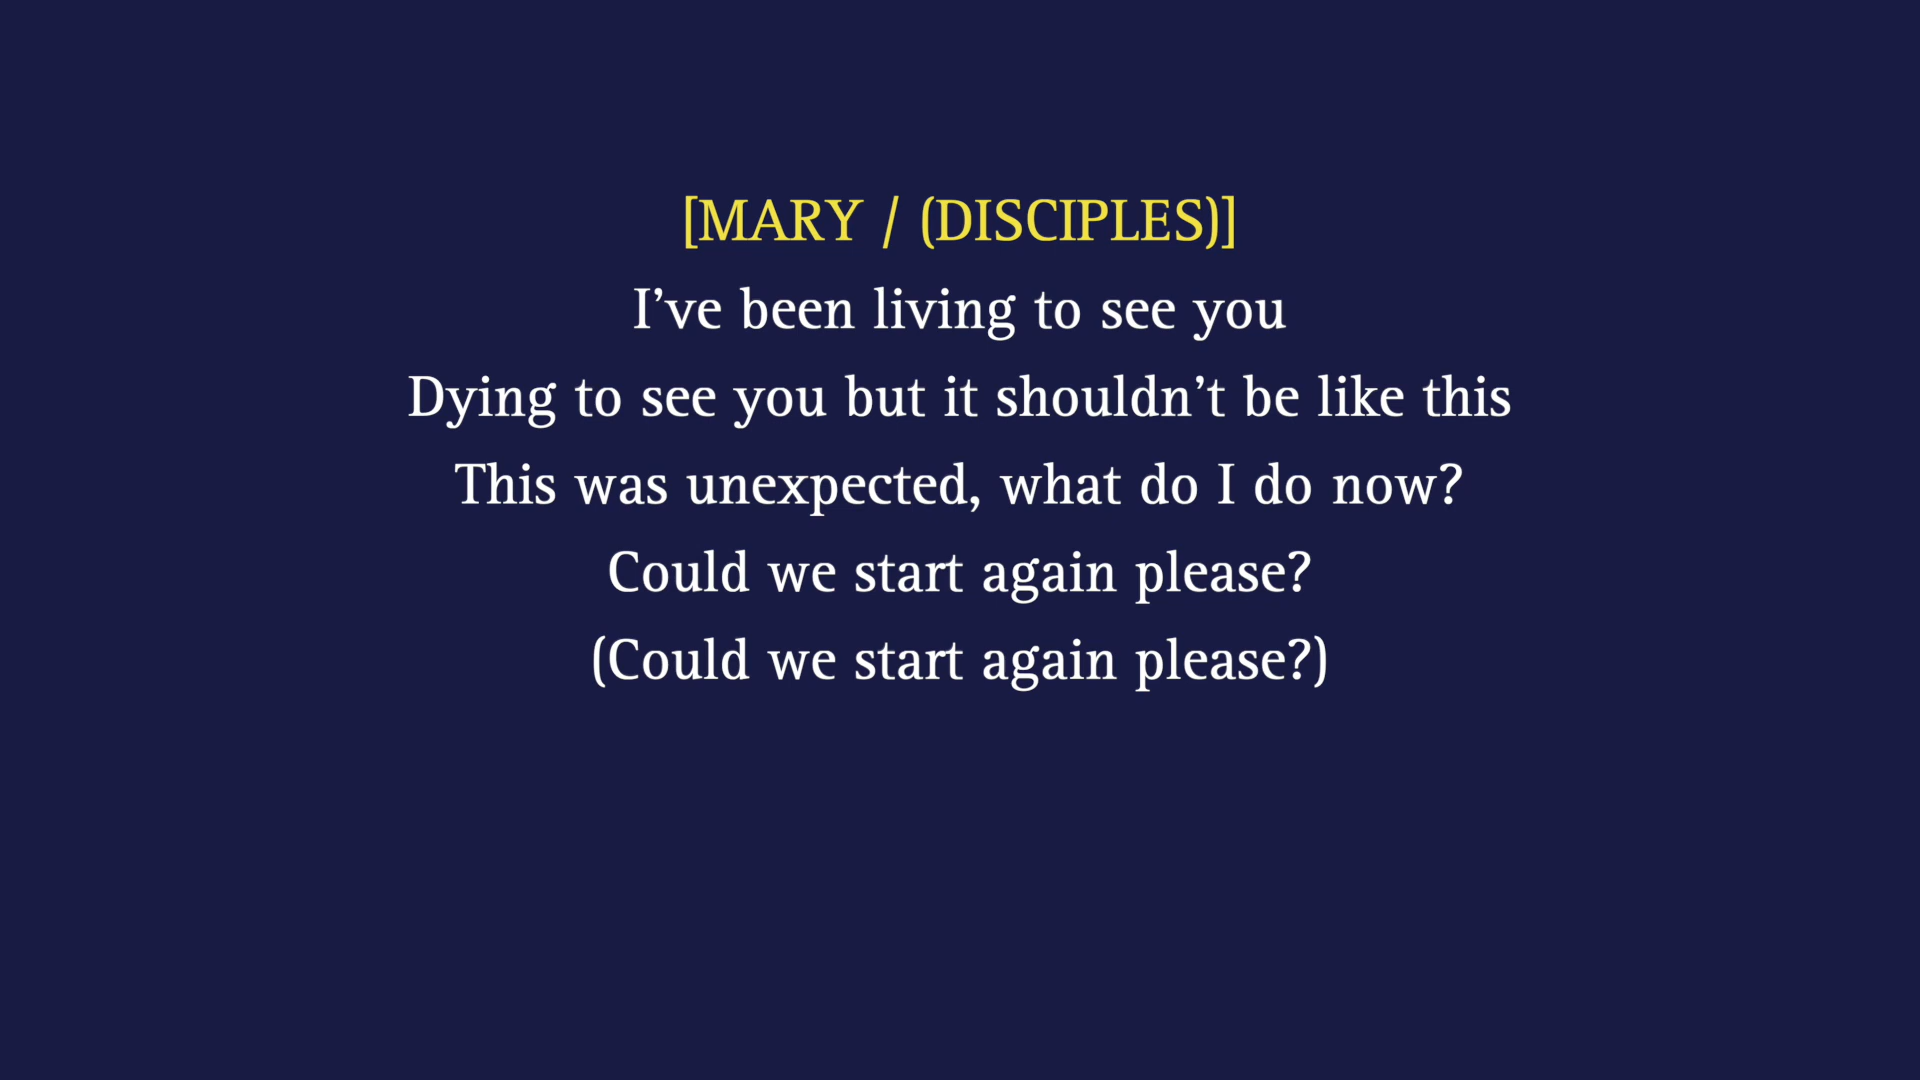 [MARY / (DISCIPLES)]
I’ve been living to see you
Dying to see you but it shouldn’t be like this
This was unexpected, what do I do now?
Could we start again please?
(Could we start again please?)